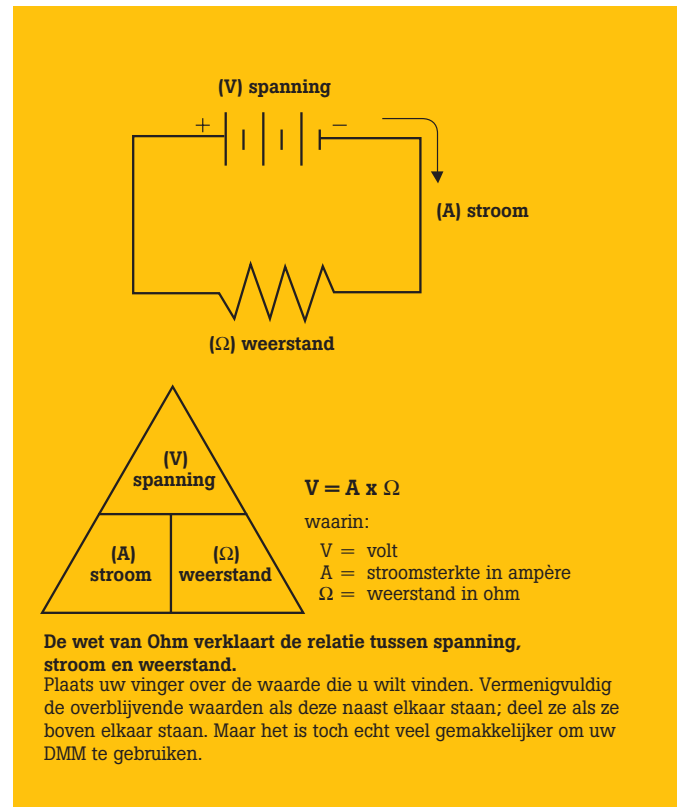 (V) spanning
+ −
(A) stroom
(Ω) weerstand
(V)
spanning
(A)
stroom
(Ω)
weerstand
V = A x Ω
waarin:
V = volt
A = stroomsterkte in ampère
Ω = weerstand in ohm
De wet van Ohm verklaart de relatie tussen spanning,
stroom en weerstand.
Plaats uw vinger over de waarde die u wilt vinden. Vermenigvuldig
de overblijvende waarden als deze naast elkaar staan; deel ze als ze
boven elkaar staan. Maar het is toch echt veel gemakkelijker om uw
DMM te gebruiken.